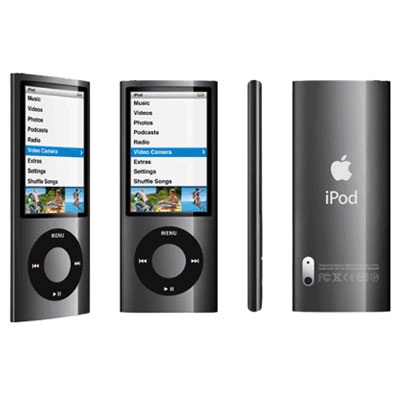 iPod
Music
Videos
Photos
Podcasts
Radio
Video Camera
Extras
Settings
Shuffle Songs
MENU
iPod
Music
Videos
Photos
Podcasts
Radio
Video Camera
Extras
Settings
Shuffle Songs
MENU
iPod